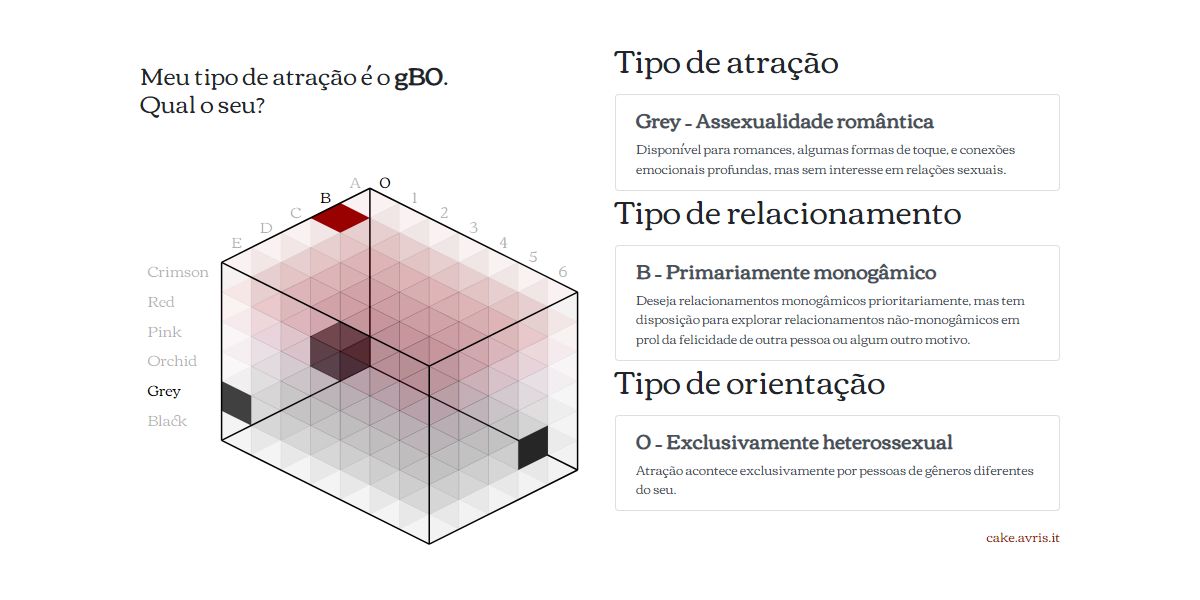 Meu tipo de atração é o gBO.
Qual o seu?
A
O
B
1
C
2
D
3
E
4
5
6
Crimson
Red
Pink
Orchid
Grey
Black
Tipo de atração
Grey - Assexualidade romântica
Disponível para romances, algumas formas de toque, e conexões
emocionais profundas, mas sem interesse em relações sexuais.
Tipo de relacionamento
B - Primariamente monogâmico
Deseja relacionamentos monogâmicos prioritariamente, mas tem
disposição para explorar relacionamentos não-monogâmicos em
prol da felicidade de outra pessoa ou algum outro motivo.
Tipo de orientação
0 - Exclusivamente heterossexual
Atração acontece exclusivamente por pessoas de gêneros diferentes
do seu.
cake.avris.it